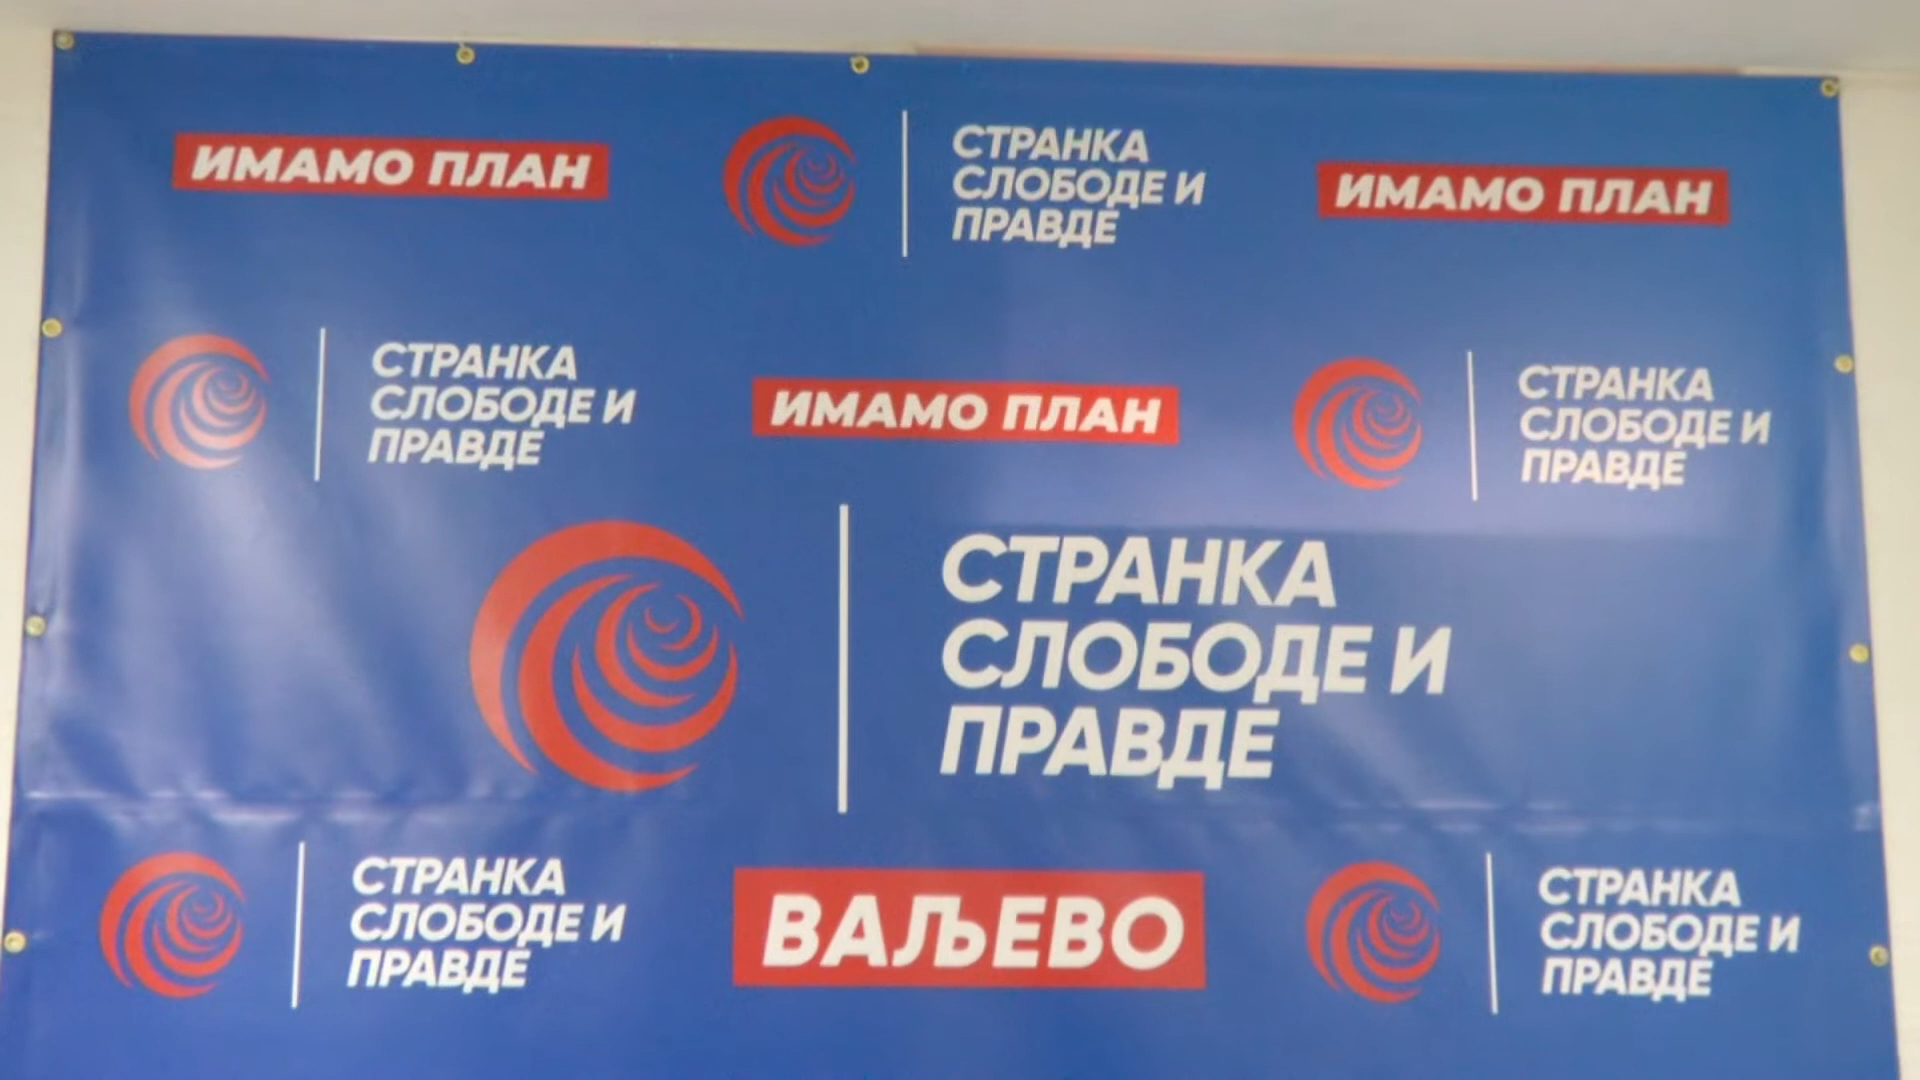 ИМАМО ПЛАН
СТРАНКА
СЛОБОДЕ И
ПРАВДЕ
ИМАМО ПЛАН
СТРАНКА
СЛОБОДЕ И
ПРАВДЕ
ИМАМО ПЛАН
СТРАНКА
СЛОБОДЕ И
ПРАВДЕ
СТРАНКА
СЛОБОДЕ И
ПРАВДЕ
СТРАНКА
СЛОБОДЕ И
ПРАВДЕ
ВАЉЕВО
СТРАНКА
СЛОБОДЕ И
ПРАВДЕ